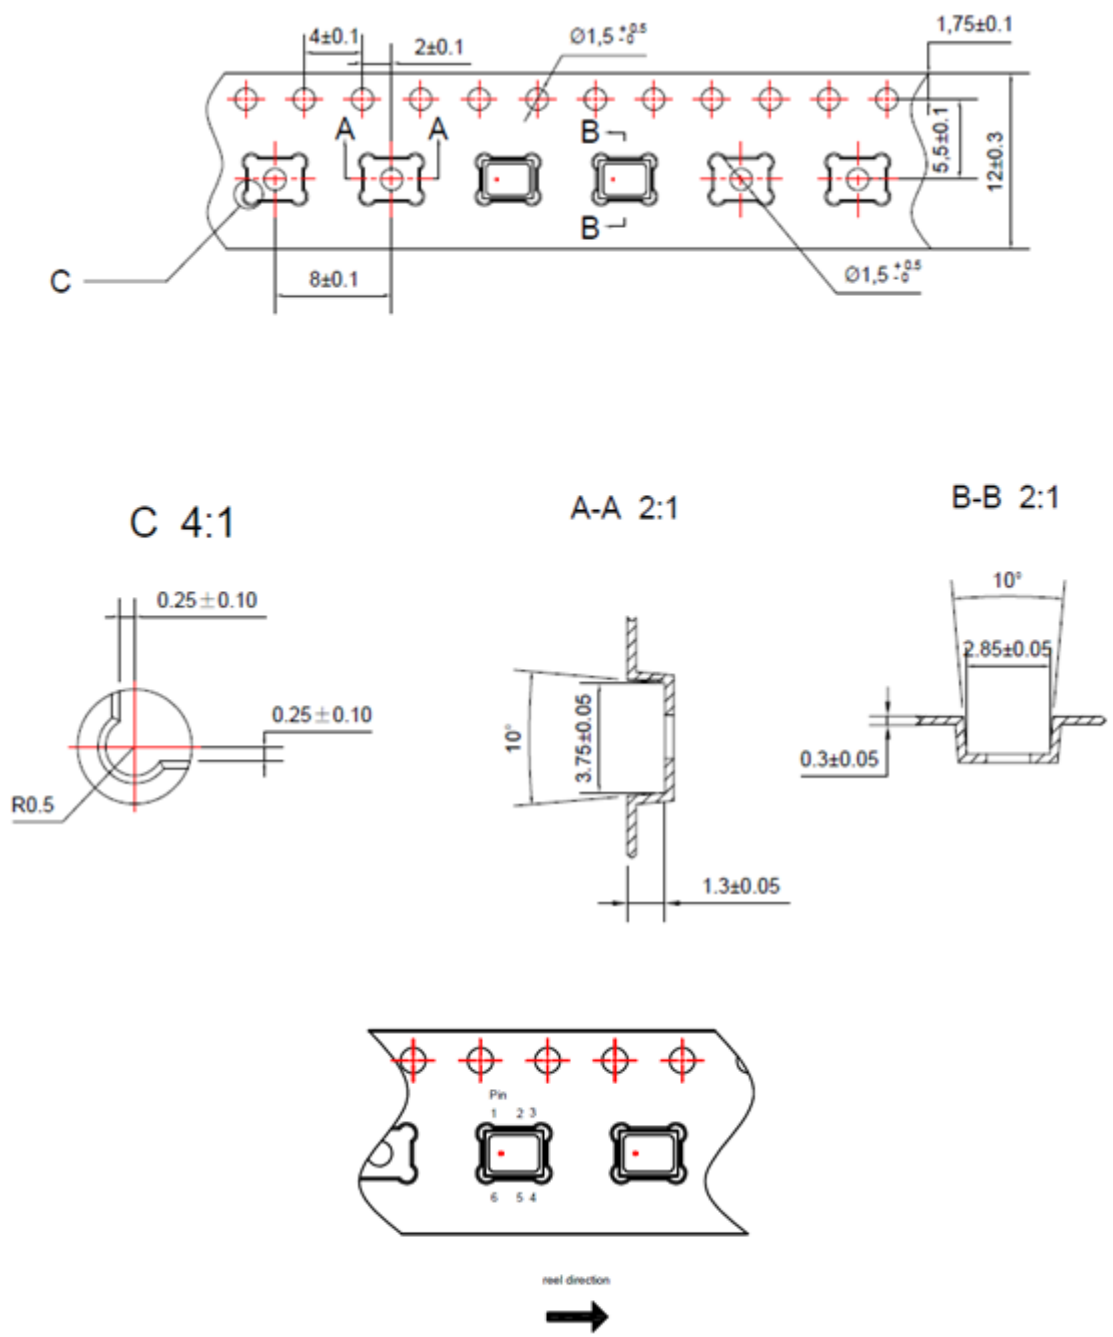 1,75±0.1
4±0.1
2±0.1
Ø1,5 +0.5 -0
A
A
B
B
5,5±0.1
12±0.3
C
8±0.1
Ø1,5 +0.5 -0
C 4:1
A-A 2:1
B-B 2:1
0.25±0.10
0.25±0.10
R0.5
10°
3.75±0.05
1.3±0.05
10°
2.85±0.05
0.3±0.05
Pin
1 2 3
6 5 4
reel direction